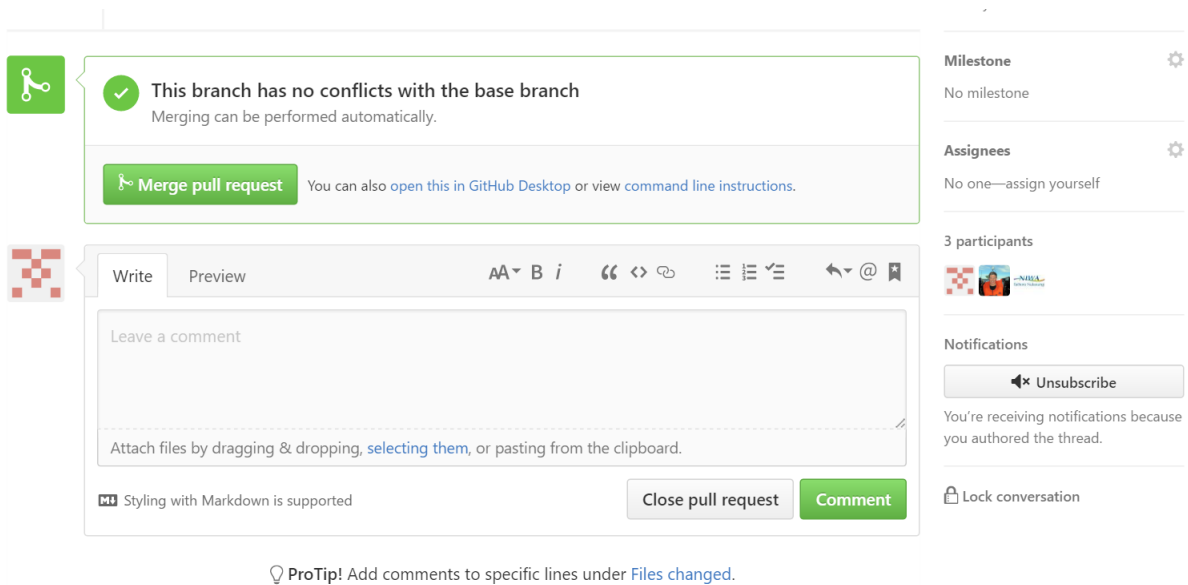 This branch has no conflicts with the base branch
Merging can be performed automatically.
Merge pull request
You can also open this in GitHub Desktop or view command line instructions.
Write
Preview
AA
B
i
Leave a comment
Attach files by dragging & dropping, selecting them, or pasting from the clipboard.
Styling with Markdown is supported
Close pull request
Comment
ProTip! Add comments to specific lines under Files changed.
Milestone
No milestone
Assignees
No one—assign yourself
3 participants
Notifications
Unsubscribe
You're receiving notifications because
you authored the thread.
Lock conversation